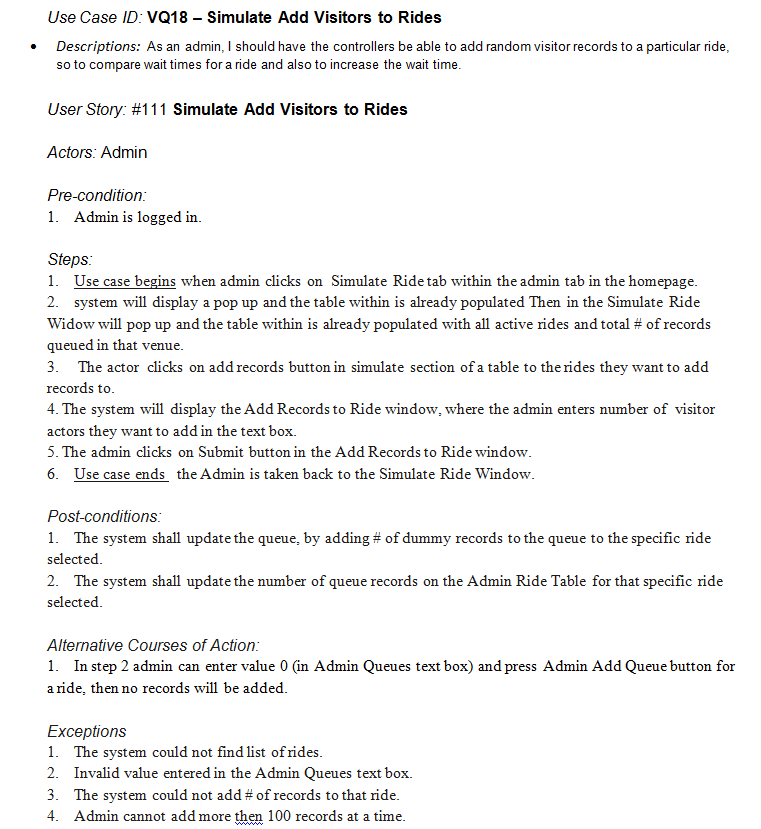 Use Case ID: VQ18 – Simulate Add Visitors to Rides
• Descriptions: As an admin, I should have the controllers be able to add random visitor records to a particular ride,
so to compare wait times for a ride and also to increase the wait time.
User Story: #111 Simulate Add Visitors to Rides
Actors: Admin
Pre-condition:
1. Admin is logged in.
Steps:
1. Use case begins when admin clicks on Simulate Ride tab within the admin tab in the homepage.
2. system will display a pop up and the table within is already populated Then in the Simulate Ride
Widow will pop up and the table within is already populated with all active rides and total # of records
queued in that venue.
3. The actor clicks on add records button in simulate section of a table to the rides they want to add
records to.
4. The system will display the Add Records to Ride window, where the admin enters number of visitor
actors they want to add in the text box.
5. The admin clicks on Submit button in the Add Records to Ride window.
6. Use case ends the Admin is taken back to the Simulate Ride Window.
Post-conditions:
1. The system shall update the queue, by adding # of dummy records to the queue to the specific ride
selected.
2. The system shall update the number of queue records on the Admin Ride Table for that specific ride
selected.
Alternative Courses of Action:
1. In step 2 admin can enter value 0 (in Admin Queues text box) and press Admin Add Queue button for
a ride, then no records will be added.
Exceptions
1. The system could not find list of rides.
2. Invalid value entered in the Admin Queues text box.
3. The system could not add # of records to that ride.
4. Admin cannot add more then 100 records at a time.